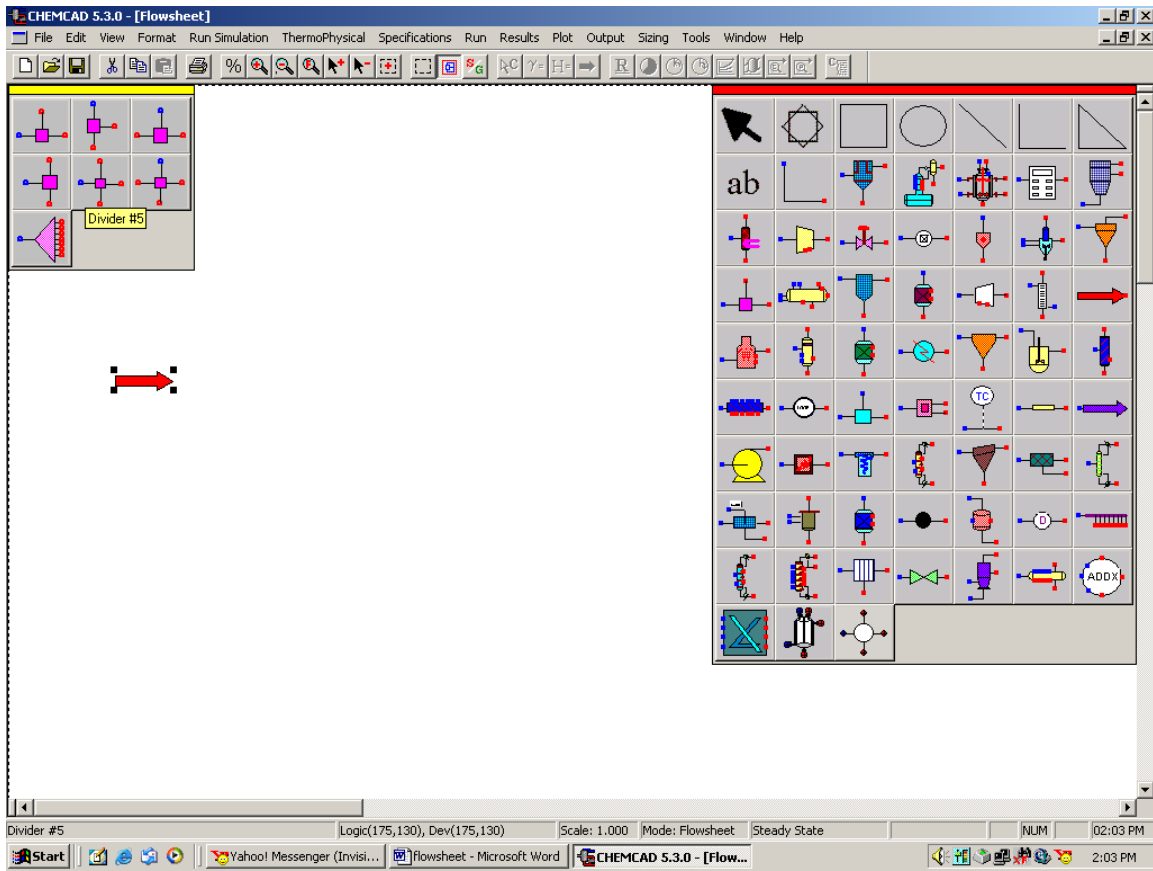 CHEMCAD 5.3.0 - [Flowsheet]
File Edit View Format Run Simulation ThermoPhysical Specifications Run Results Plot Output Sizing Tools Window Help
% S G C γ= H= R C
ab
Divider #5
TC
D
ADDX
Divider #5 Logic(175,130), Dev(175,130) Scale: 1.000 Mode: Flowsheet Steady State NUM 02:03 PM
Start Yahoo! Messenger (Invisi... flowsheet - Microsoft Word CHEMCAD 5.3.0 - [Flow... 2:03 PM